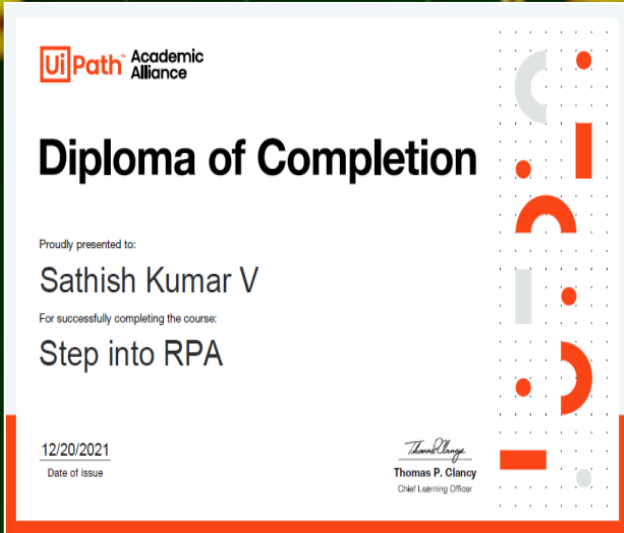 UiPath™ Academic
Alliance
Diploma of Completion
Proudly presented to:
Sathish Kumar V
For successfully completing the course:
Step into RPA
12/20/2021
Date of Issue
Thomas P. Clancy
Chief Learning Officer